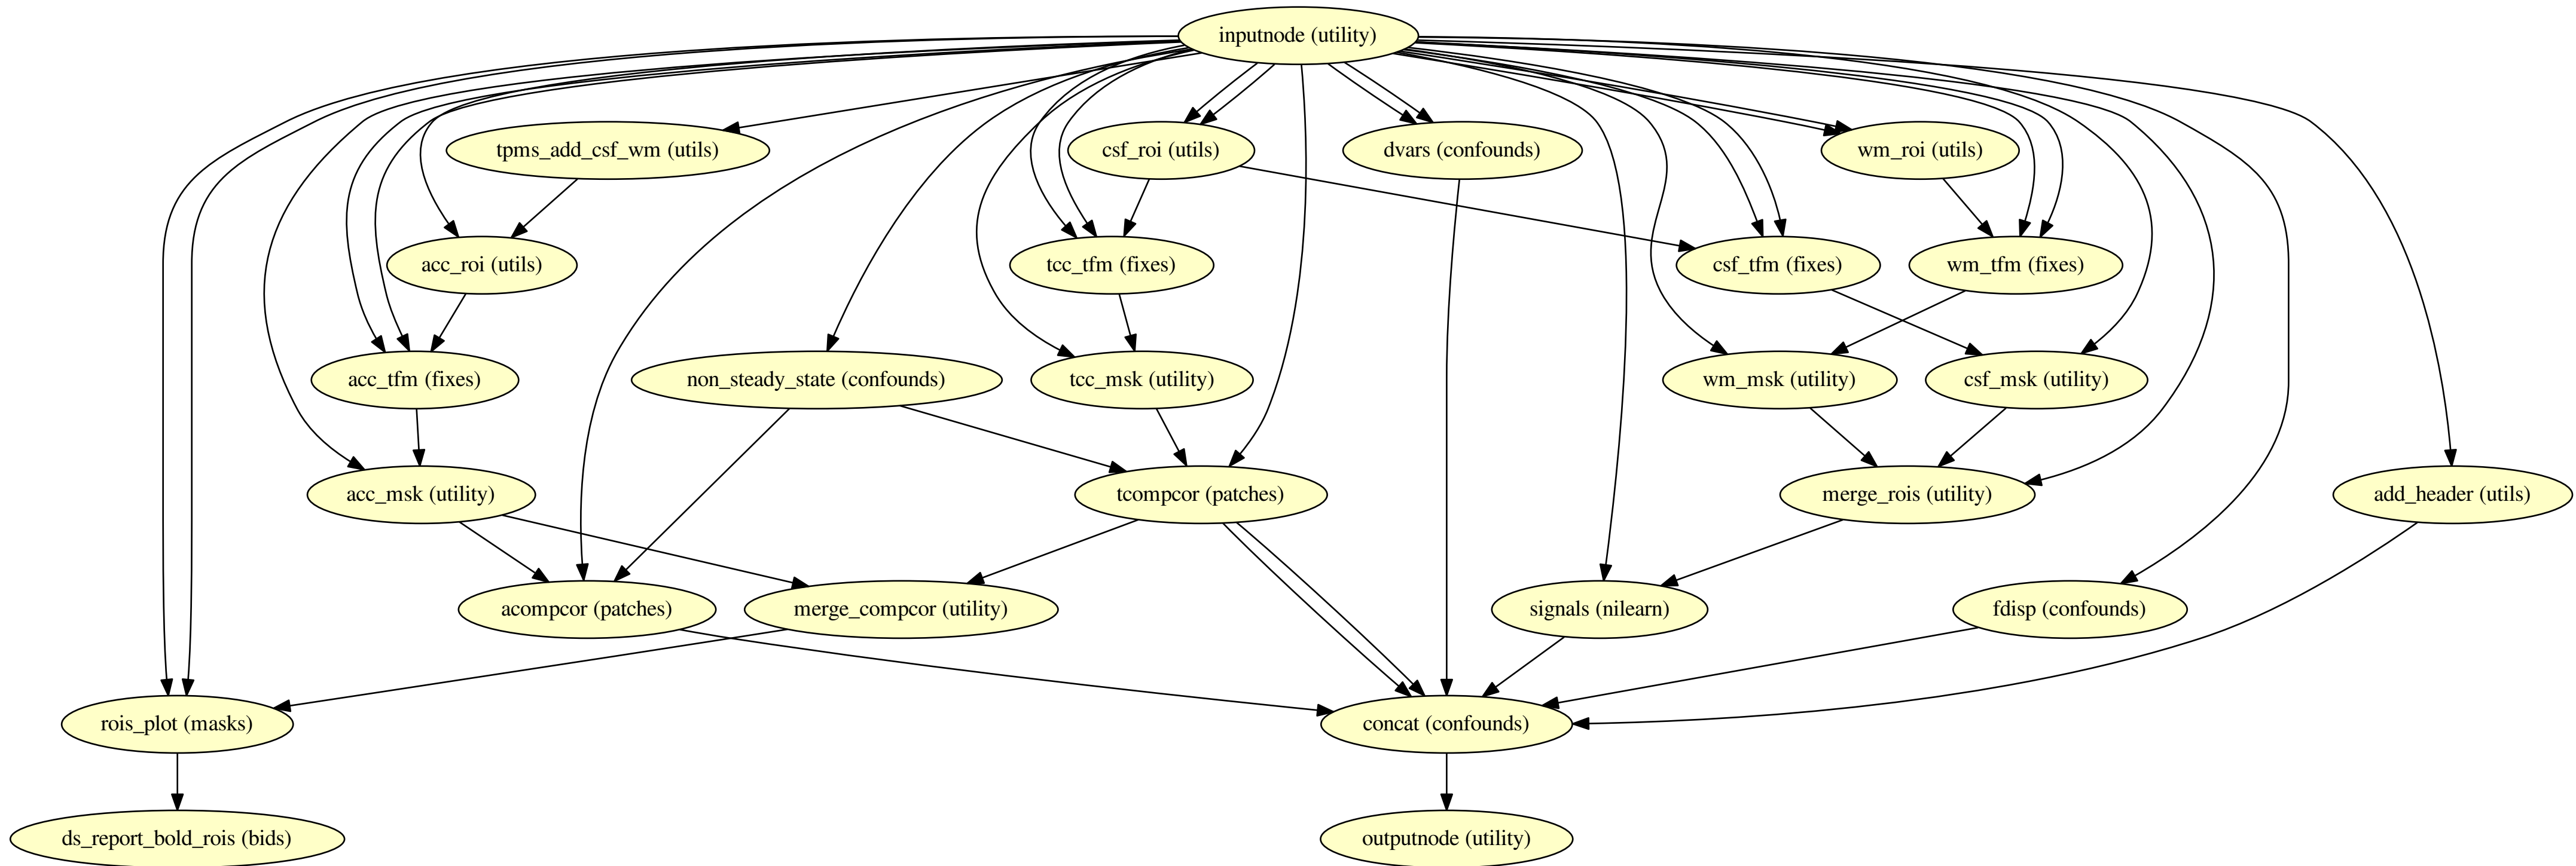 inputnode (utility)
tpms_add_csf_wm (utils)
csf_roi (utils)
dvars (confounds)
wm_roi (utils)
acc_roi (utils)
tcc_tfm (fixes)
csf_tfm (fixes)
wm_tfm (fixes)
acc_tfm (fixes)
non_steady_state (confounds)
tcc_msk (utility)
wm_msk (utility)
csf_msk (utility)
acc_msk (utility)
tcompcor (patches)
merge_rois (utility)
add_header (utils)
acompcor (patches)
merge_compcor (utility)
signals (nilearn)
fdisp (confounds)
rois_plot (masks)
concat (confounds)
ds_report_bold_rois (bids)
outputnode (utility)